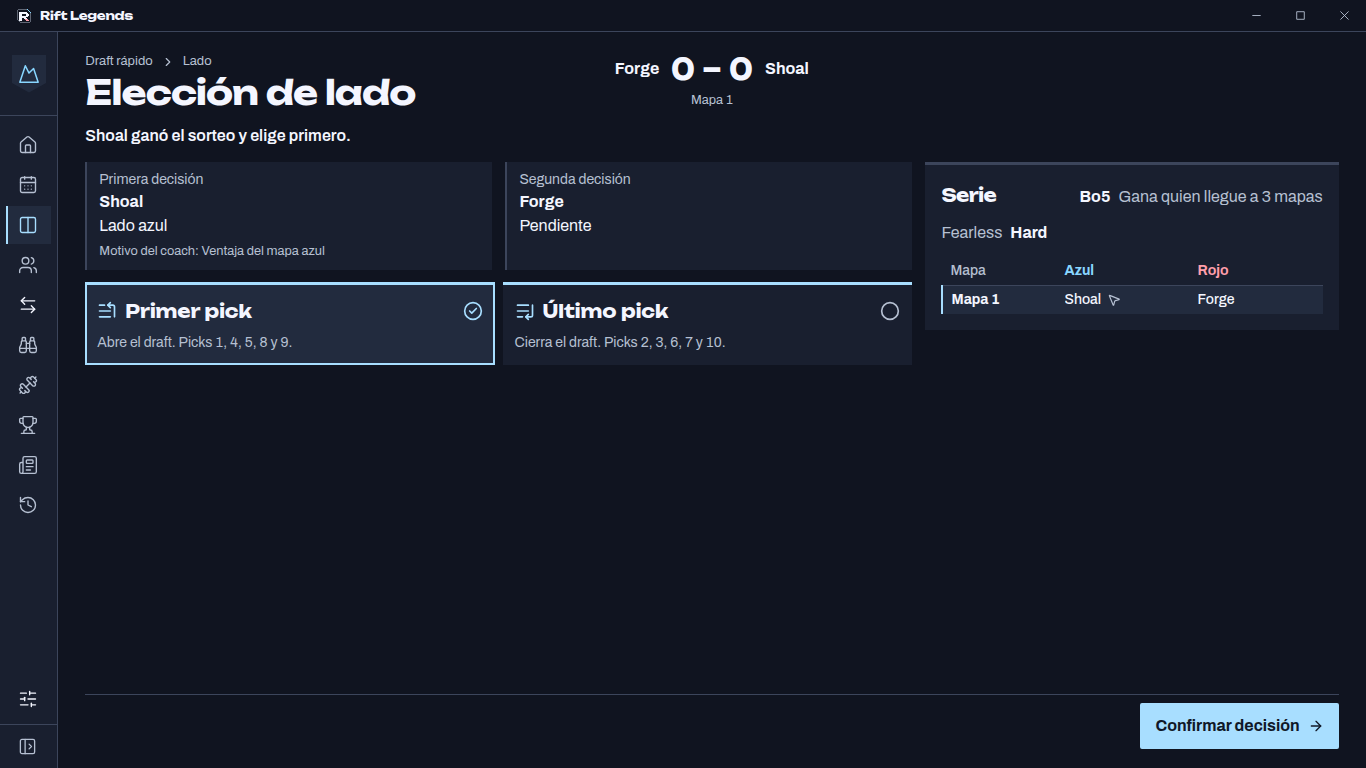 Rift Legends
Draft rápido > Lado
Elección de lado
Forge 0 – 0 Shoal
Mapa 1
Shoal ganó el sorteo y elige primero.
Primera decisión
Shoal
Lado azul
Motivo del coach: Ventaja del mapa azul
Segunda decisión
Forge
Pendiente
Primer pick
Abre el draft. Picks 1, 4, 5, 8 y 9.
Último pick
Cierra el draft. Picks 2, 3, 6, 7 y 10.
Serie Bo5 Gana quien llegue a 3 mapas
Fearless Hard
Mapa Azul Rojo
Mapa 1 Shoal Forge
Confirmar decisión